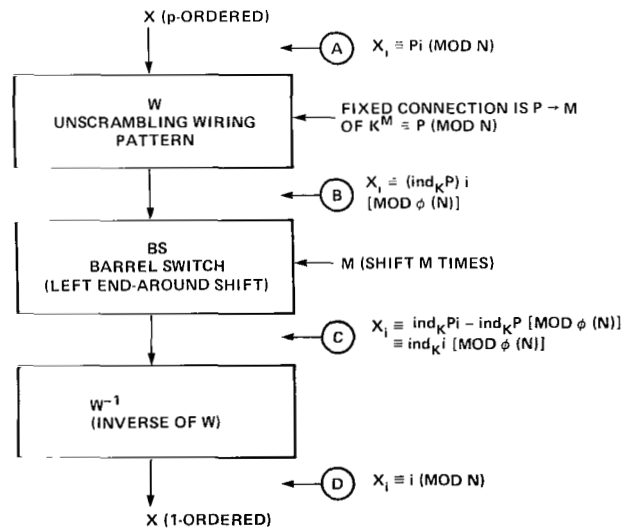 X (p-ORDERED)
A
X_i ≡ Pi (MOD N)
W
UNSCRAMBLING WIRING
PATTERN
FIXED CONNECTION IS P → M
OF K^M ≡ P (MOD N)
B
X_i ≡ (ind_K P) i
[MOD φ (N)]
BS
BARREL SWITCH
(LEFT END-AROUND SHIFT)
M (SHIFT M TIMES)
C
X_i ≡ ind_K Pi – ind_K P [MOD φ (N)]
≡ ind_K i [MOD φ (N)]
W^-1
(INVERSE OF W)
D
X_i ≡ i (MOD N)
X (1-ORDERED)